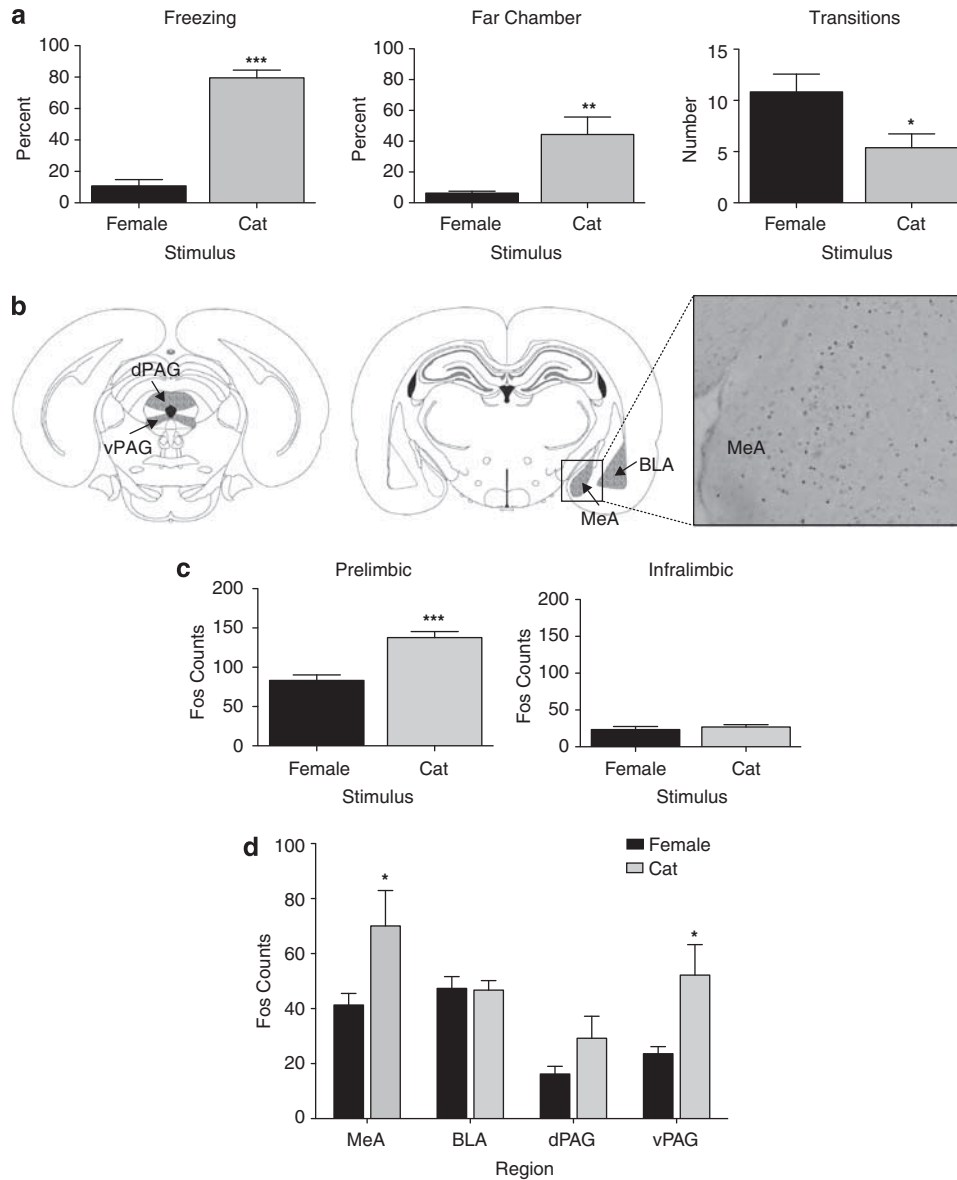 a
Freezing
Percent
100
80
60
40
20
0
***
Female
Cat
Stimulus
Far Chamber
Percent
100
80
60
40
20
0
**
Female
Cat
Stimulus
Transitions
Number
15
10
5
0
*
Female
Cat
Stimulus
b
dPAG
vPAG
BLA
MeA
MeA
c
Prelimbic
Fos Counts
200
150
100
50
0
***
Female
Cat
Stimulus
Infralimbic
Fos Counts
200
150
100
50
0
Female
Cat
Stimulus
d
Fos Counts
100
80
60
40
20
0
Female
Cat
*
*
MeA
BLA
dPAG
vPAG
Region